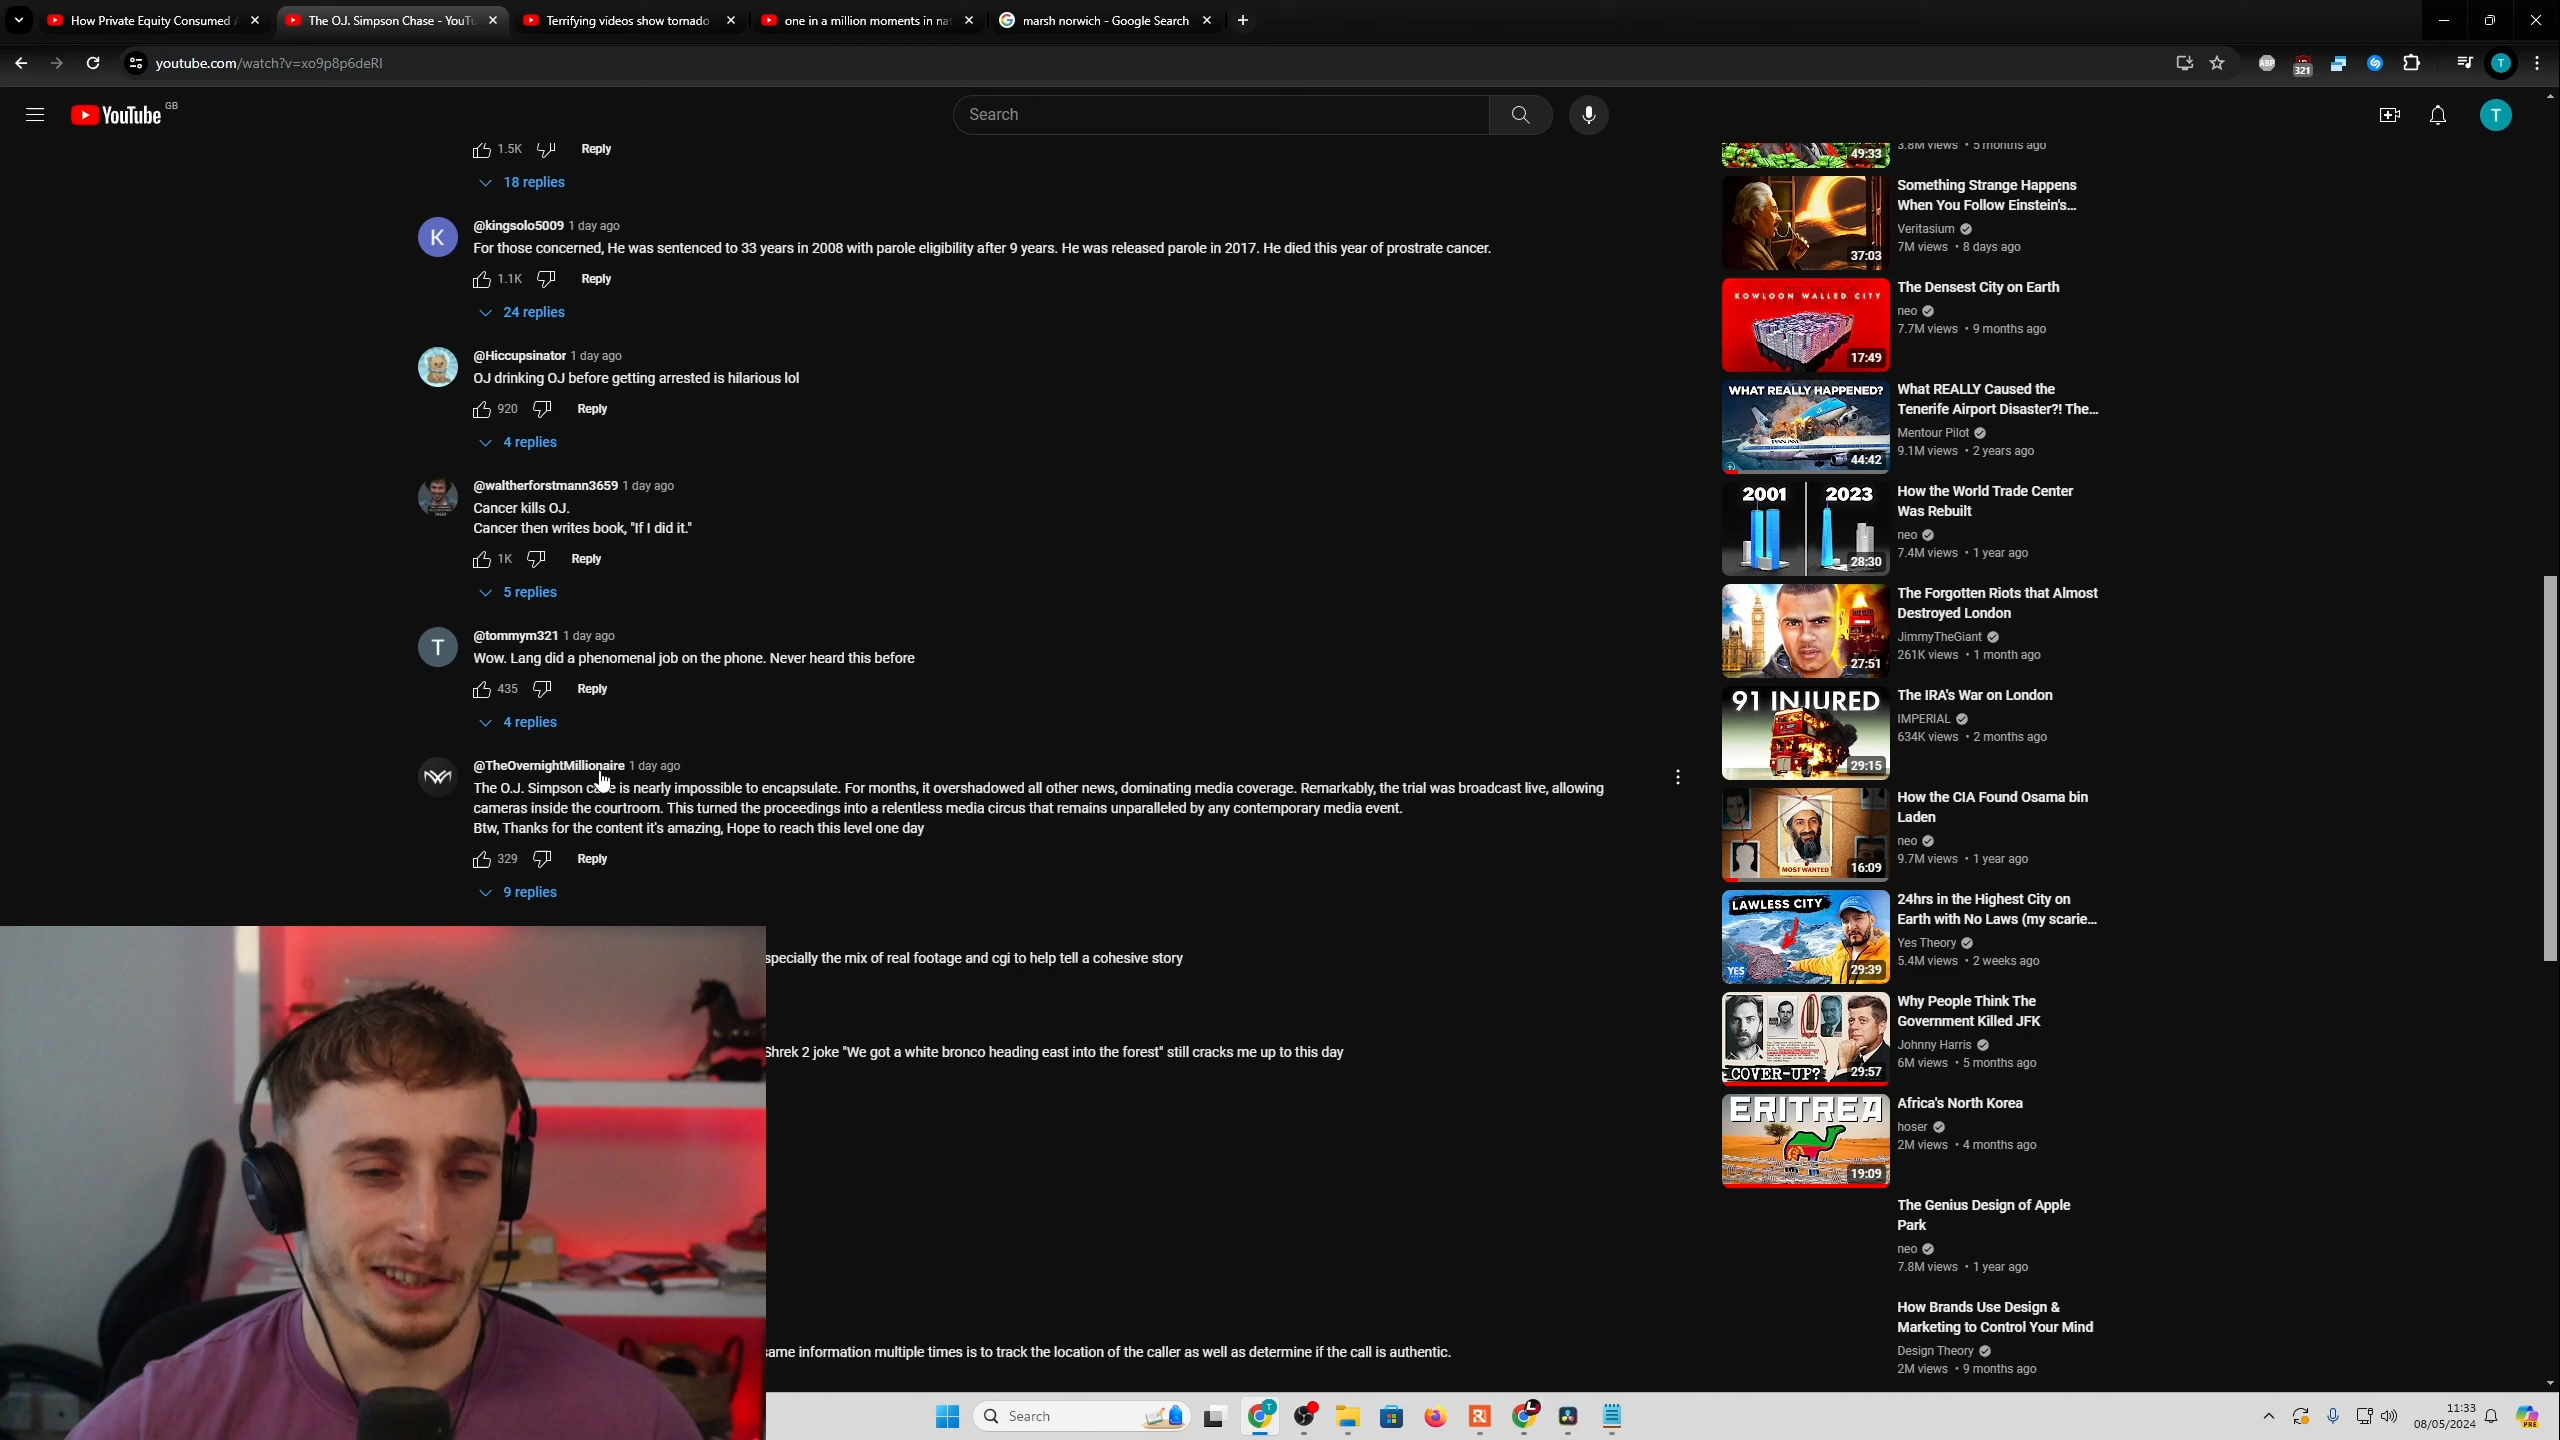 How Private Equity Consumed
The O.J. Simpson Chase - YouTu
Terrifying videos show tornado
one in a million moments in nat
marsh norwich - Google Search
youtube.com/watch?v=xo9p8p6deRI
ABP
321
T
YouTube GB
Search
T
1.5K Reply
18 replies
K
@kingsolo5009 1 day ago
For those concerned, He was sentenced to 33 years in 2008 with parole eligibility after 9 years. He was released parole in 2017. He died this year of prostrate cancer.
1.1K Reply
24 replies
@Hiccupsinator 1 day ago
OJ drinking OJ before getting arrested is hilarious lol
920 Reply
4 replies
@waltherforstmann3659 1 day ago
Cancer kills OJ.
Cancer then writes book, "If I did it."
1K Reply
5 replies
T
@tommym321 1 day ago
Wow. Lang did a phenomenal job on the phone. Never heard this before
435 Reply
4 replies
@TheOvernightMillionaire 1 day ago
The O.J. Simpson is nearly impossible to encapsulate. For months, it overshadowed all other news, dominating media coverage. Remarkably, the trial was broadcast live, allowing
cameras inside the courtroom. This turned the proceedings into a relentless media circus that remains unparalleled by any contemporary media event.
Btw, Thanks for the content it's amazing, Hope to reach this level one day
329 Reply
9 replies
specially the mix of real footage and cgi to help tell a cohesive story
Shrek 2 joke "We got a white bronco heading east into the forest" still cracks me up to this day
same information multiple times is to track the location of the caller as well as determine if the call is authentic.
49:33
3.8M views • 5 months ago
37:03
Something Strange Happens
When You Follow Einstein's...
Veritasium
7M views • 8 days ago
KOWLOON WALLED CITY
17:49
The Densest City on Earth
neo
7.7M views • 9 months ago
WHAT REALLY HAPPENED?
44:42
What REALLY Caused the
Tenerife Airport Disaster?! The...
Mentour Pilot
9.1M views • 2 years ago
2001 2023
28:30
How the World Trade Center
Was Rebuilt
neo
7.4M views • 1 year ago
27:51
The Forgotten Riots that Almost
Destroyed London
JimmyTheGiant
261K views • 1 month ago
91 INJURED
29:15
The IRA's War on London
IMPERIAL
634K views • 2 months ago
MOST WANTED
16:09
How the CIA Found Osama bin
Laden
neo
9.7M views • 1 year ago
LAWLESS CITY
YES
29:39
24hrs in the Highest City on
Earth with No Laws (my scarie...
Yes Theory
5.4M views • 2 weeks ago
COVER-UP?
29:57
Why People Think The
Government Killed JFK
Johnny Harris
6M views • 5 months ago
ERITREA
19:09
Africa's North Korea
hoser
2M views • 4 months ago
The Genius Design of Apple
Park
neo
7.8M views • 1 year ago
How Brands Use Design &
Marketing to Control Your Mind
Design Theory
2M views • 9 months ago
Search
11:33
08/05/2024
PRE